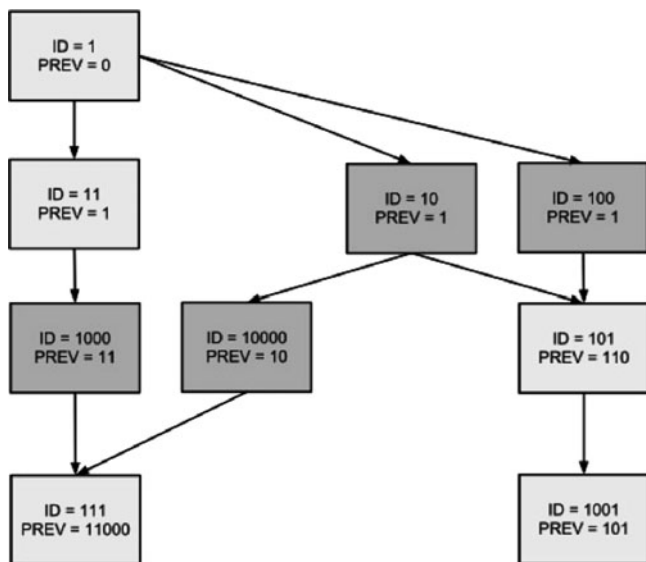 ID = 1
PREV = 0
ID = 11
PREV = 1
ID = 10
PREV = 1
ID = 100
PREV = 1
ID = 1000
PREV = 11
ID = 10000
PREV = 10
ID = 101
PREV = 110
ID = 111
PREV = 11000
ID = 1001
PREV = 101